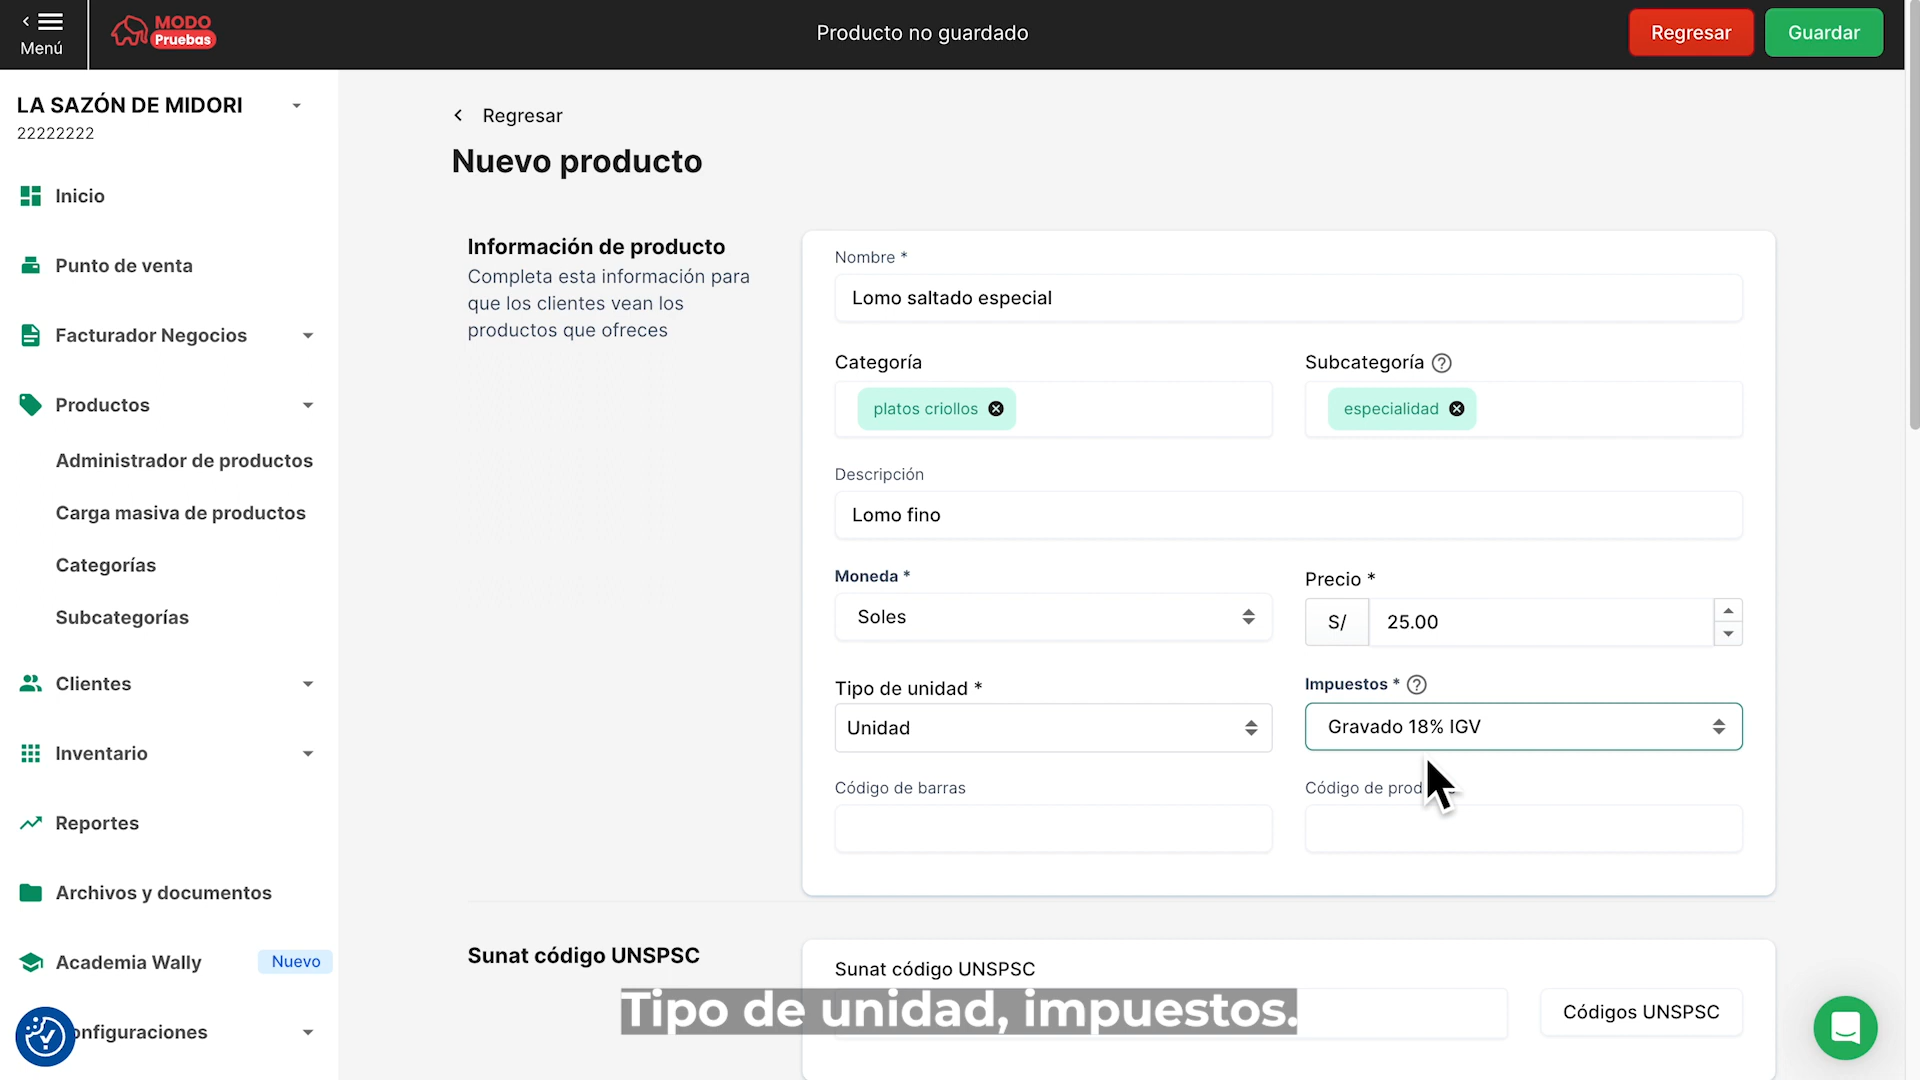 Menú
MODO
Pruebas
Producto no guardado
Regresar
Guardar
LA SAZÓN DE MIDORI
22222222
Inicio
Punto de venta
Facturador Negocios
Productos
Administrador de productos
Carga masiva de productos
Categorías
Subcategorías
Clientes
Inventario
Reportes
Archivos y documentos
Academia Wally
Nuevo
onfiguraciones
Regresar
Nuevo producto
Información de producto
Completa esta información para
que los clientes vean los
productos que ofreces
Nombre *
Lomo saltado especial
Categoría
Subcategoría
platos criollos
especialidad
Descripción
Lomo fino
Moneda *
Precio *
Soles
S/
25.00
Tipo de unidad *
Impuestos *
Unidad
Gravado 18% IGV
Código de barras
Código de prod
Sunat código UNSPSC
Sunat código UNSPSC
Códigos UNSPSC
Tipo de unidad, impuestos.